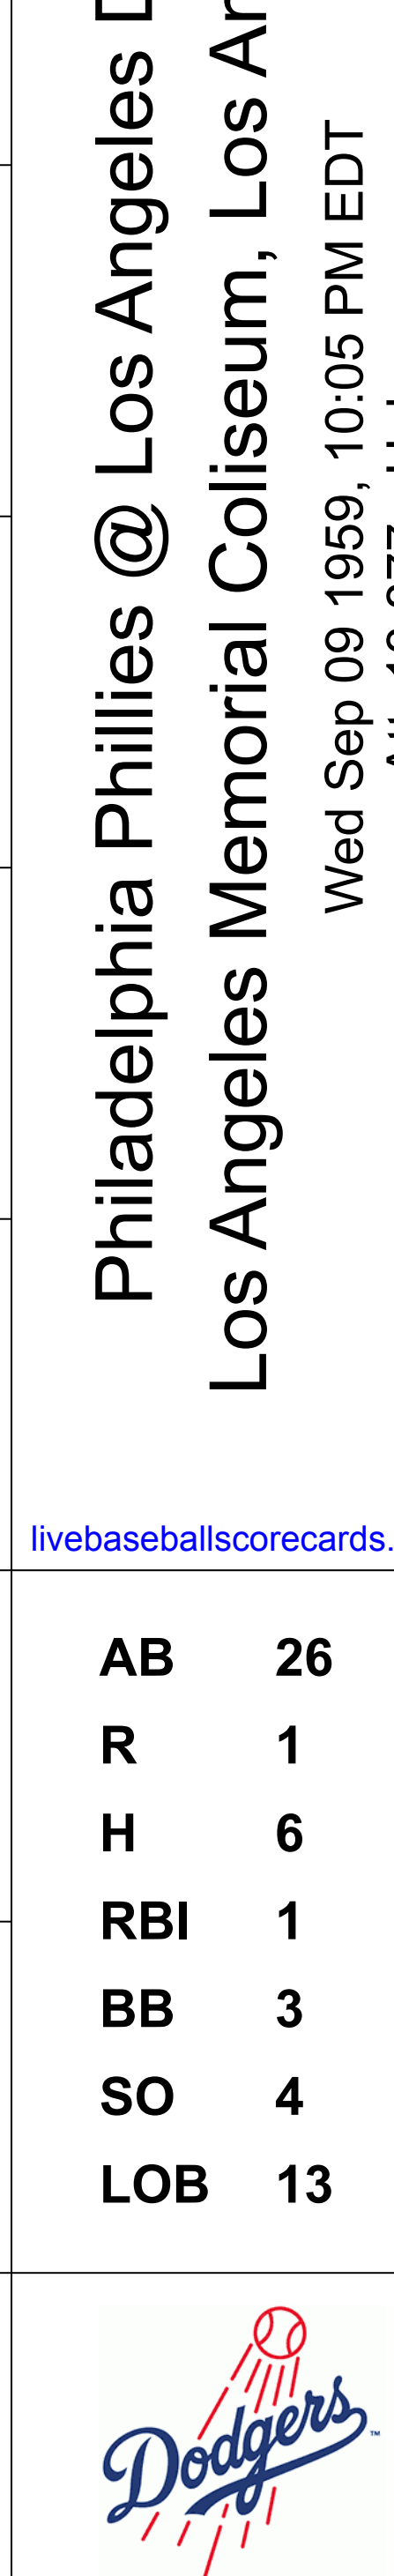 Philadelphia Phillies @ Los Angeles
Los Angeles Memorial Coliseum, Los
Wed Sep 09 1959, 10:05 PM EDT
livebaseballscorecards.
AB 26
R 1
H 6
RBI 1
BB 3
SO 4
LOB 13
Dodgers™